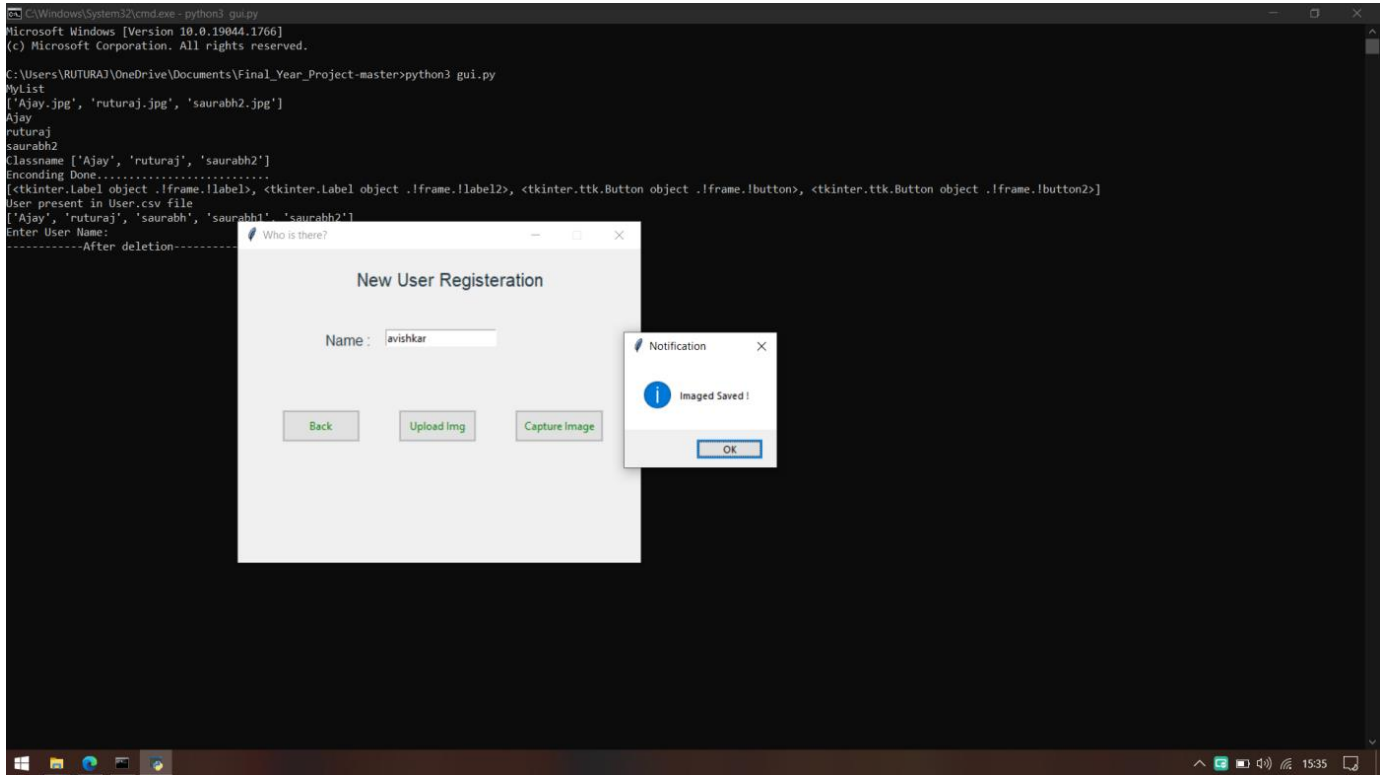 C:\Windows\System32\cmd.exe - python3 gui.py
Microsoft Windows [Version 10.0.19044.1766]
(c) Microsoft Corporation. All rights reserved.
C:\Users\RUTURAJ\OneDrive\Documents\Final_Year_Project-master>python3 gui.py
MyList
['Ajay.jpg', 'ruturaj.jpg', 'saurabh2.jpg']
Ajay
ruturaj
saurabh2
Classname ['Ajay', 'ruturaj', 'saurabh2']
Enconding Done...........................
[<tkinter.Label object .!frame.!label>, <tkinter.Label object .!frame.!label2>, <tkinter.ttk.Button object .!frame.!button>, <tkinter.ttk.Button object .!frame.!button2>]
User present in User.csv file
['Ajay', 'ruturaj', 'saurabh', 'saurabh1', 'saurabh2']
Enter User Name:
------------After deletion----------
Who is there?
New User Registeration
Name : avishkar
Back Upload Img Capture Image
Notification
Imaged Saved !
OK
15:35